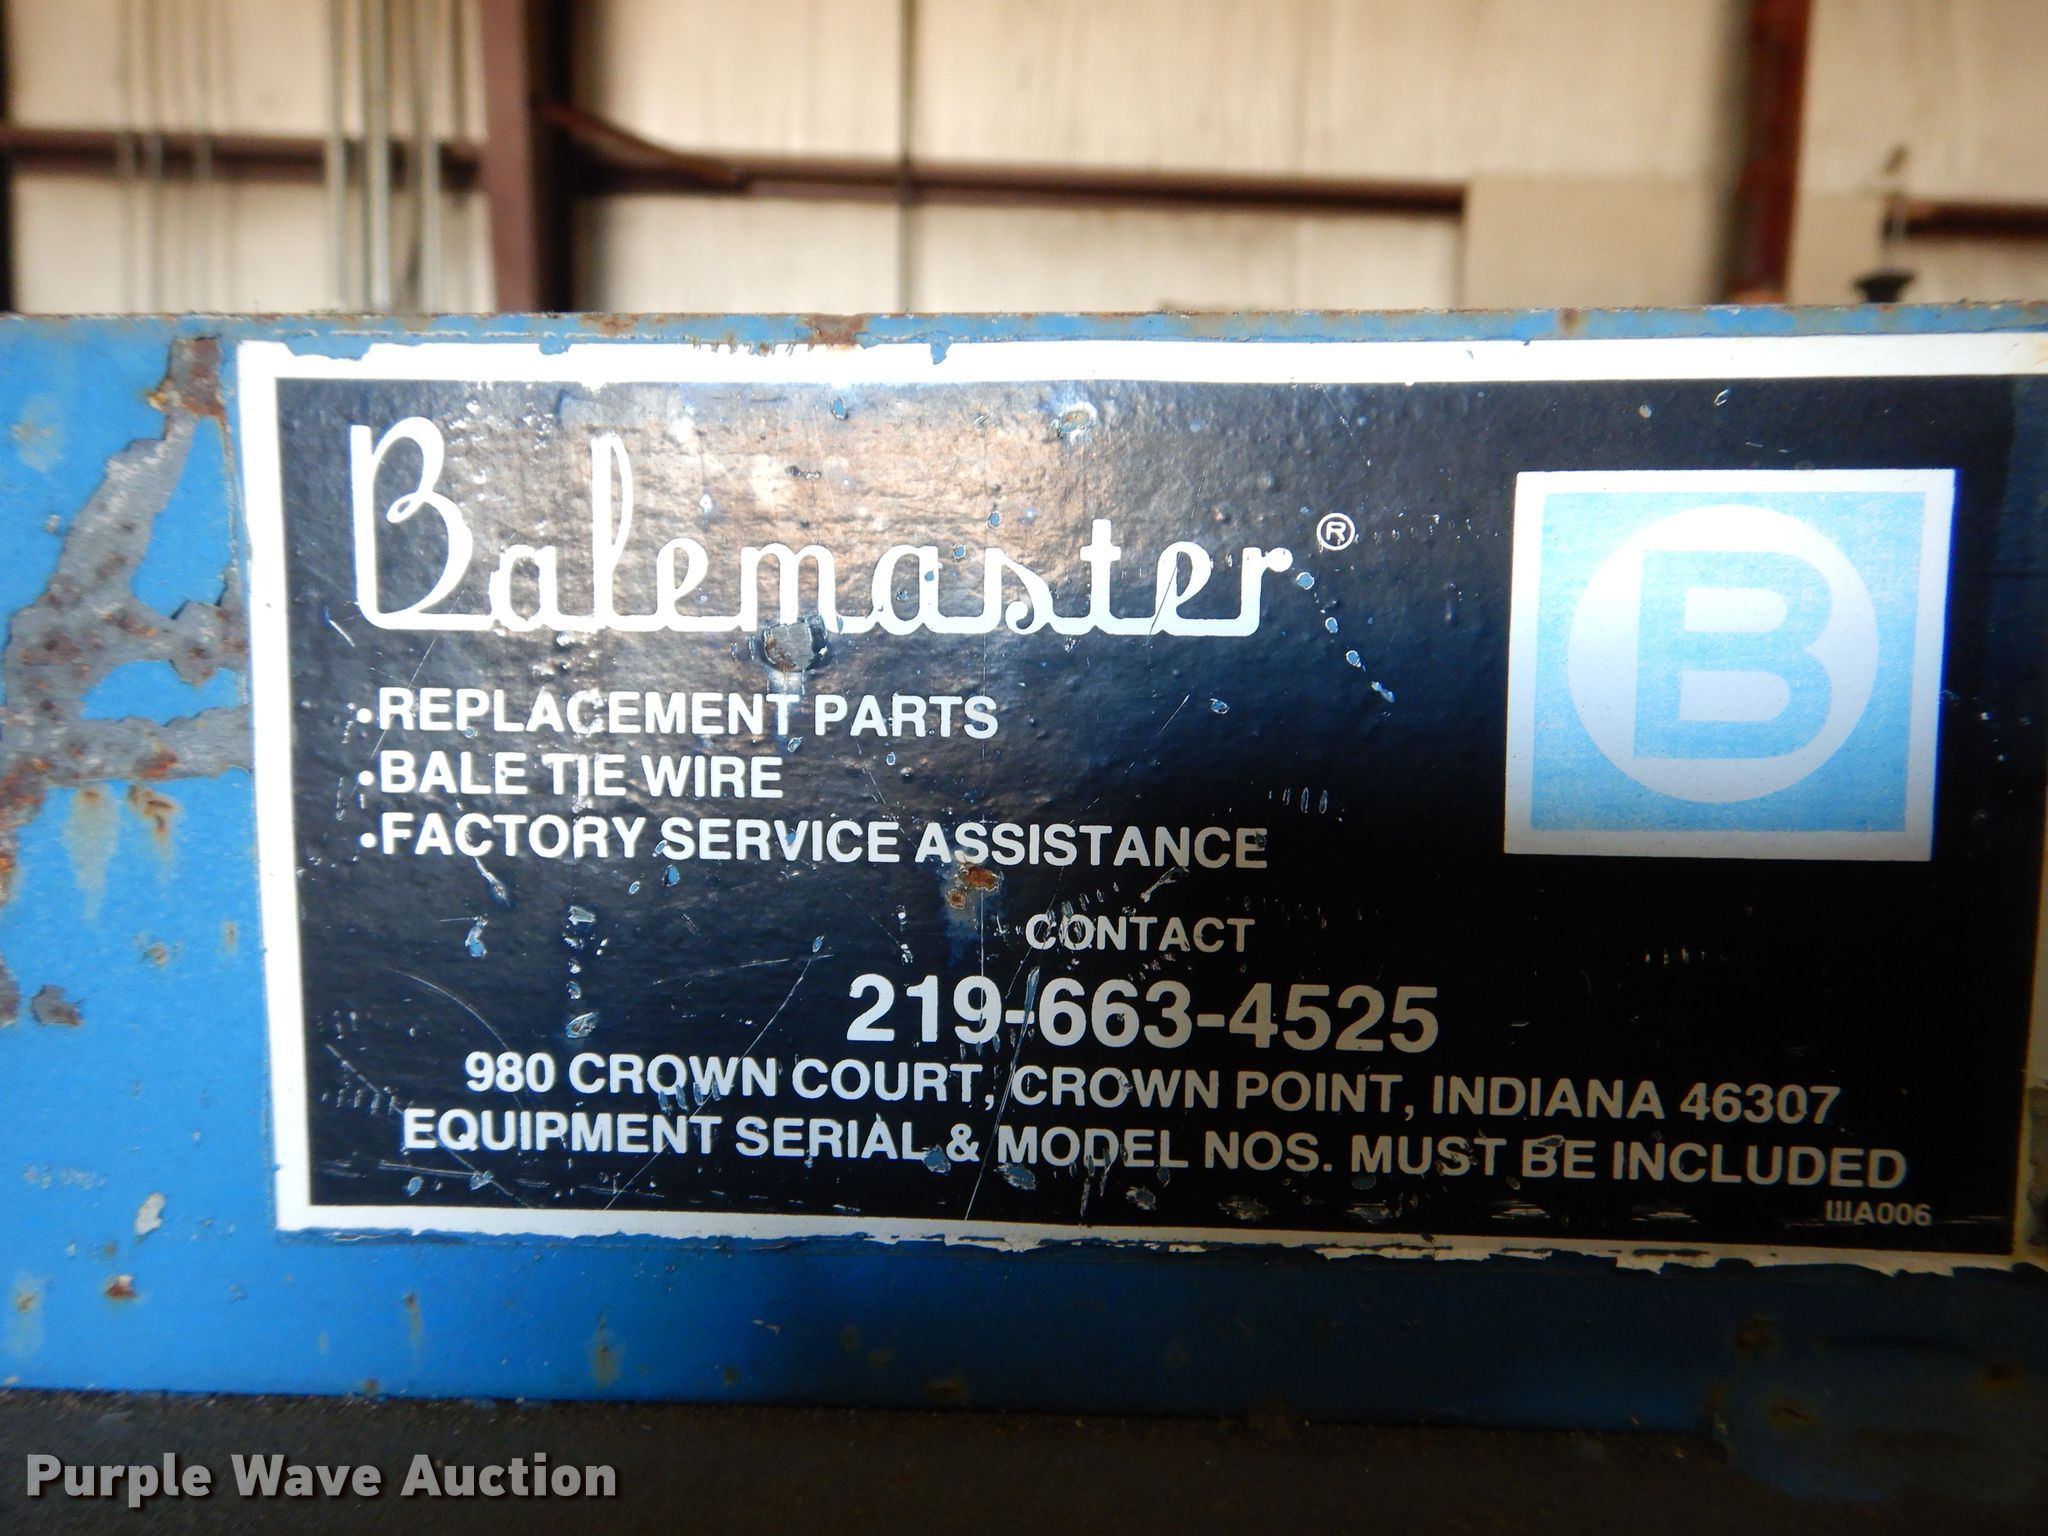 Balemaster®
B
•REPLACEMENT PARTS
•BALE TIE WIRE
•FACTORY SERVICE ASSISTANCE
CONTACT
219-663-4525
980 CROWN COURT, CROWN POINT, INDIANA 46307
EQUIPMENT SERIAL & MODEL NOS. MUST BE INCLUDED
IIIA006
Purple Wave Auction